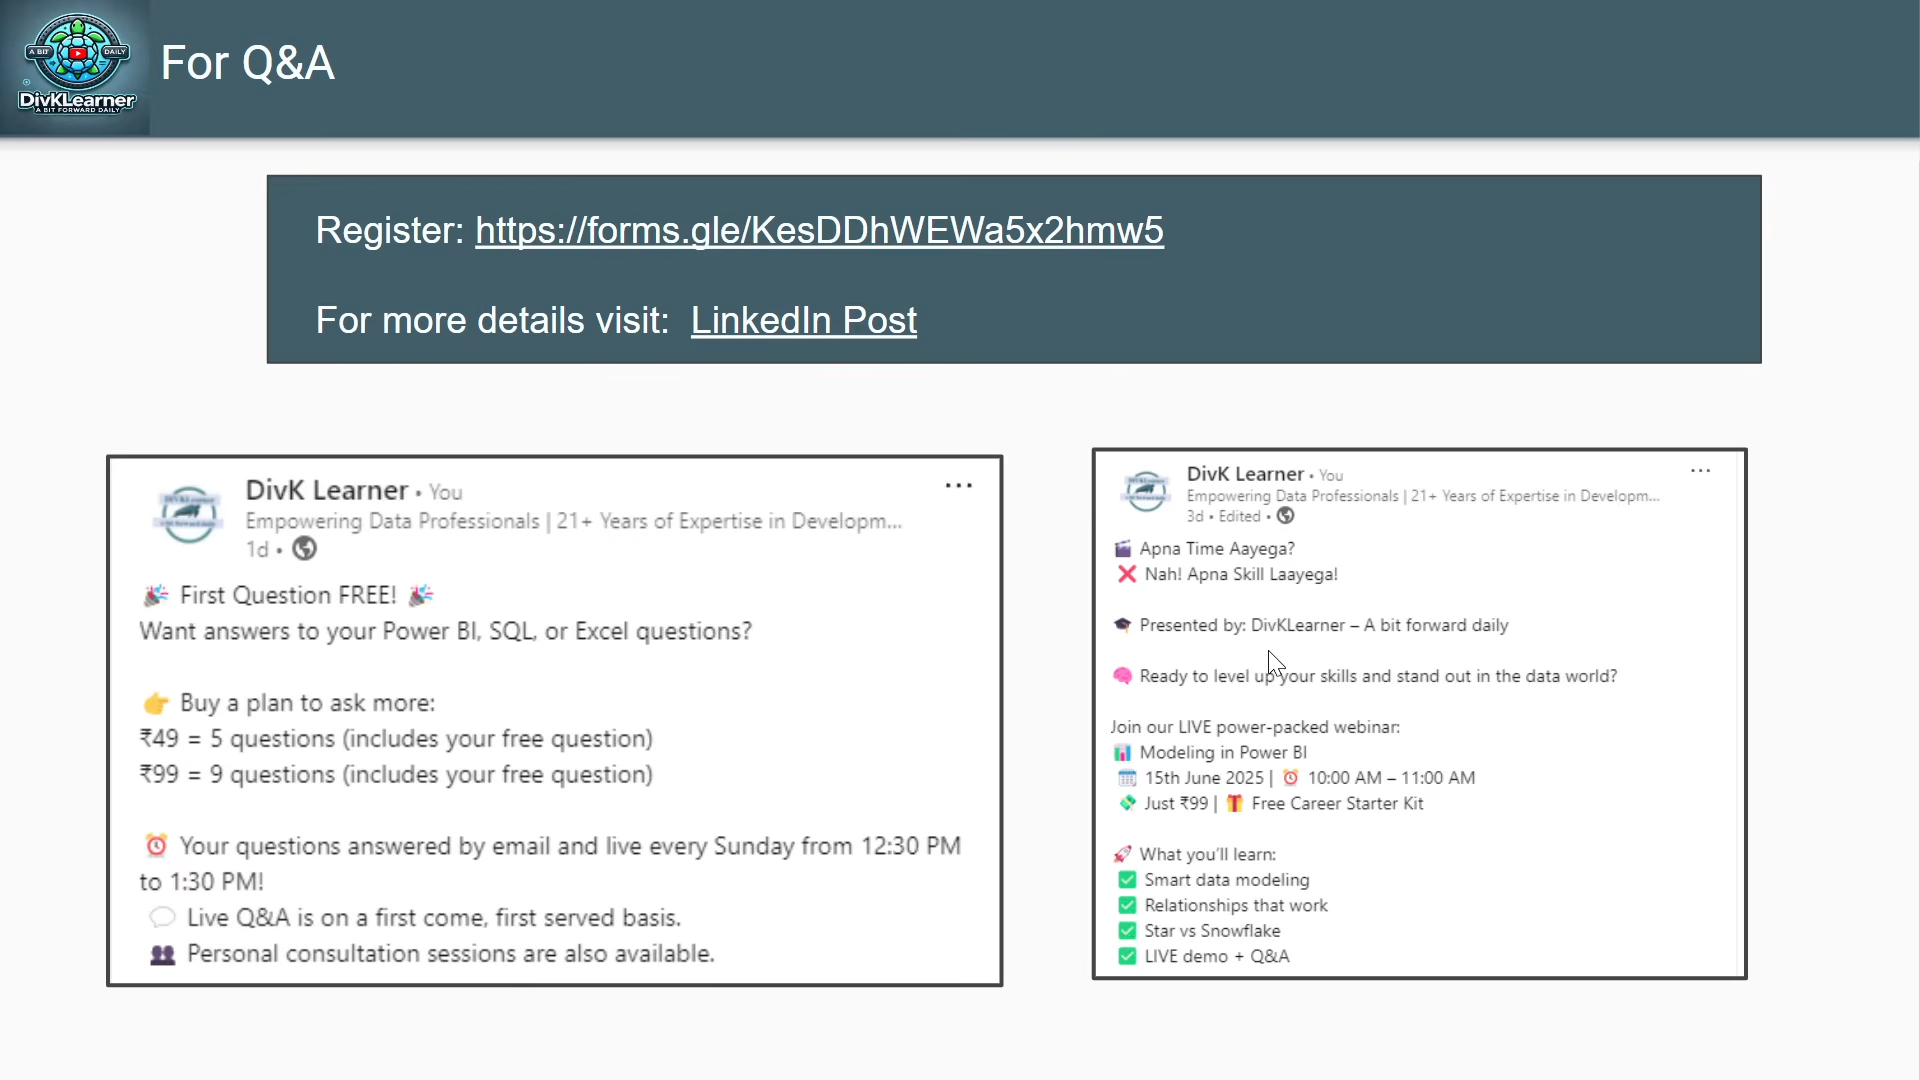 A BIT DAILY
DivKLearner
A BIT FORWARD DAILY
For Q&A
Register: https://forms.gle/KesDDhWEWa5x2hmw5
For more details visit: LinkedIn Post
DivK Learner • You
Empowering Data Professionals | 21+ Years of Expertise in Developm...
1d •
🎉 First Question FREE! 🎉
Want answers to your Power BI, SQL, or Excel questions?
👉 Buy a plan to ask more:
₹49 = 5 questions (includes your free question)
₹99 = 9 questions (includes your free question)
⏰ Your questions answered by email and live every Sunday from 12:30 PM
to 1:30 PM!
💬 Live Q&A is on a first come, first served basis.
👥 Personal consultation sessions are also available.
DivK Learner • You
Empowering Data Professionals | 21+ Years of Expertise in Developm...
3d • Edited •
🎬 Apna Time Aayega?
❌ Nah! Apna Skill Laayega!
🎓 Presented by: DivKLearner – A bit forward daily
🧠 Ready to level up your skills and stand out in the data world?
Join our LIVE power-packed webinar:
📊 Modeling in Power BI
📅 15th June 2025 | ⏰ 10:00 AM – 11:00 AM
💸 Just ₹99 | 🎁 Free Career Starter Kit
🚀 What you'll learn:
✅ Smart data modeling
✅ Relationships that work
✅ Star vs Snowflake
✅ LIVE demo + Q&A